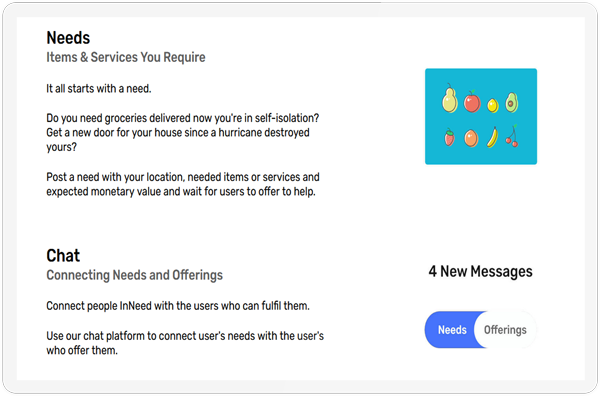 Needs
Items & Services You Require
It all starts with a need.
Do you need groceries delivered now you're in self-isolation?
Get a new door for your house since a hurricane destroyed
yours?
Post a need with your location, needed items or services and
expected monetary value and wait for users to offer to help.
Chat
Connecting Needs and Offerings
4 New Messages
Connect people InNeed with the users who can fulfil them.
Needs Offerings
Use our chat platform to connect user's needs with the user's
who offer them.